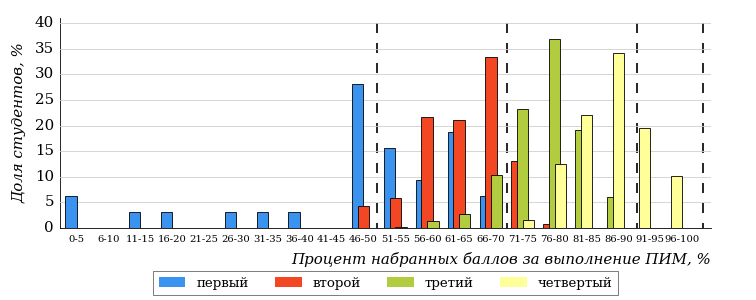 Доля студентов, %
40
35
30
25
20
15
10
5
0
0-5 6-10 11-15 16-20 21-25 26-30 31-35 36-40 41-45 46-50 51-55 56-60 61-65 66-70 71-75 76-80 81-85 86-90 91-95 96-100
Процент набранных баллов за выполнение ПИМ, %
первый второй третий четвертый